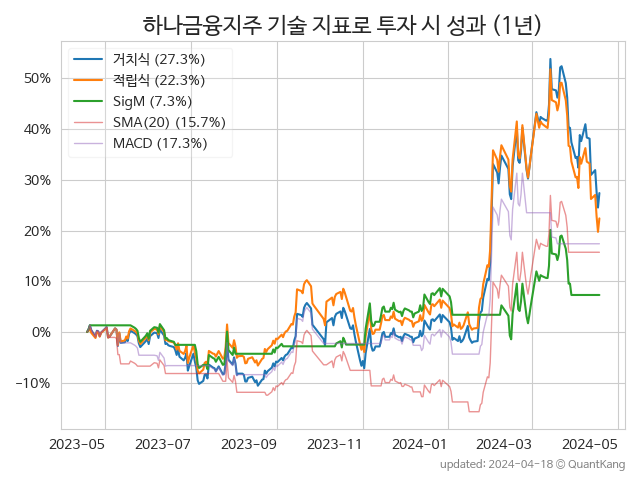 하나금융지주 기술 지표로 투자 시 성과 (1년)
거치식 (27.3%)
적립식 (22.3%)
SigM (7.3%)
SMA(20) (15.7%)
MACD (17.3%)
50%
40%
30%
20%
10%
0%
−10%
2023-05 2023-07 2023-09 2023-11 2024-01 2024-03 2024-05
updated: 2024-04-18 © QuantKang